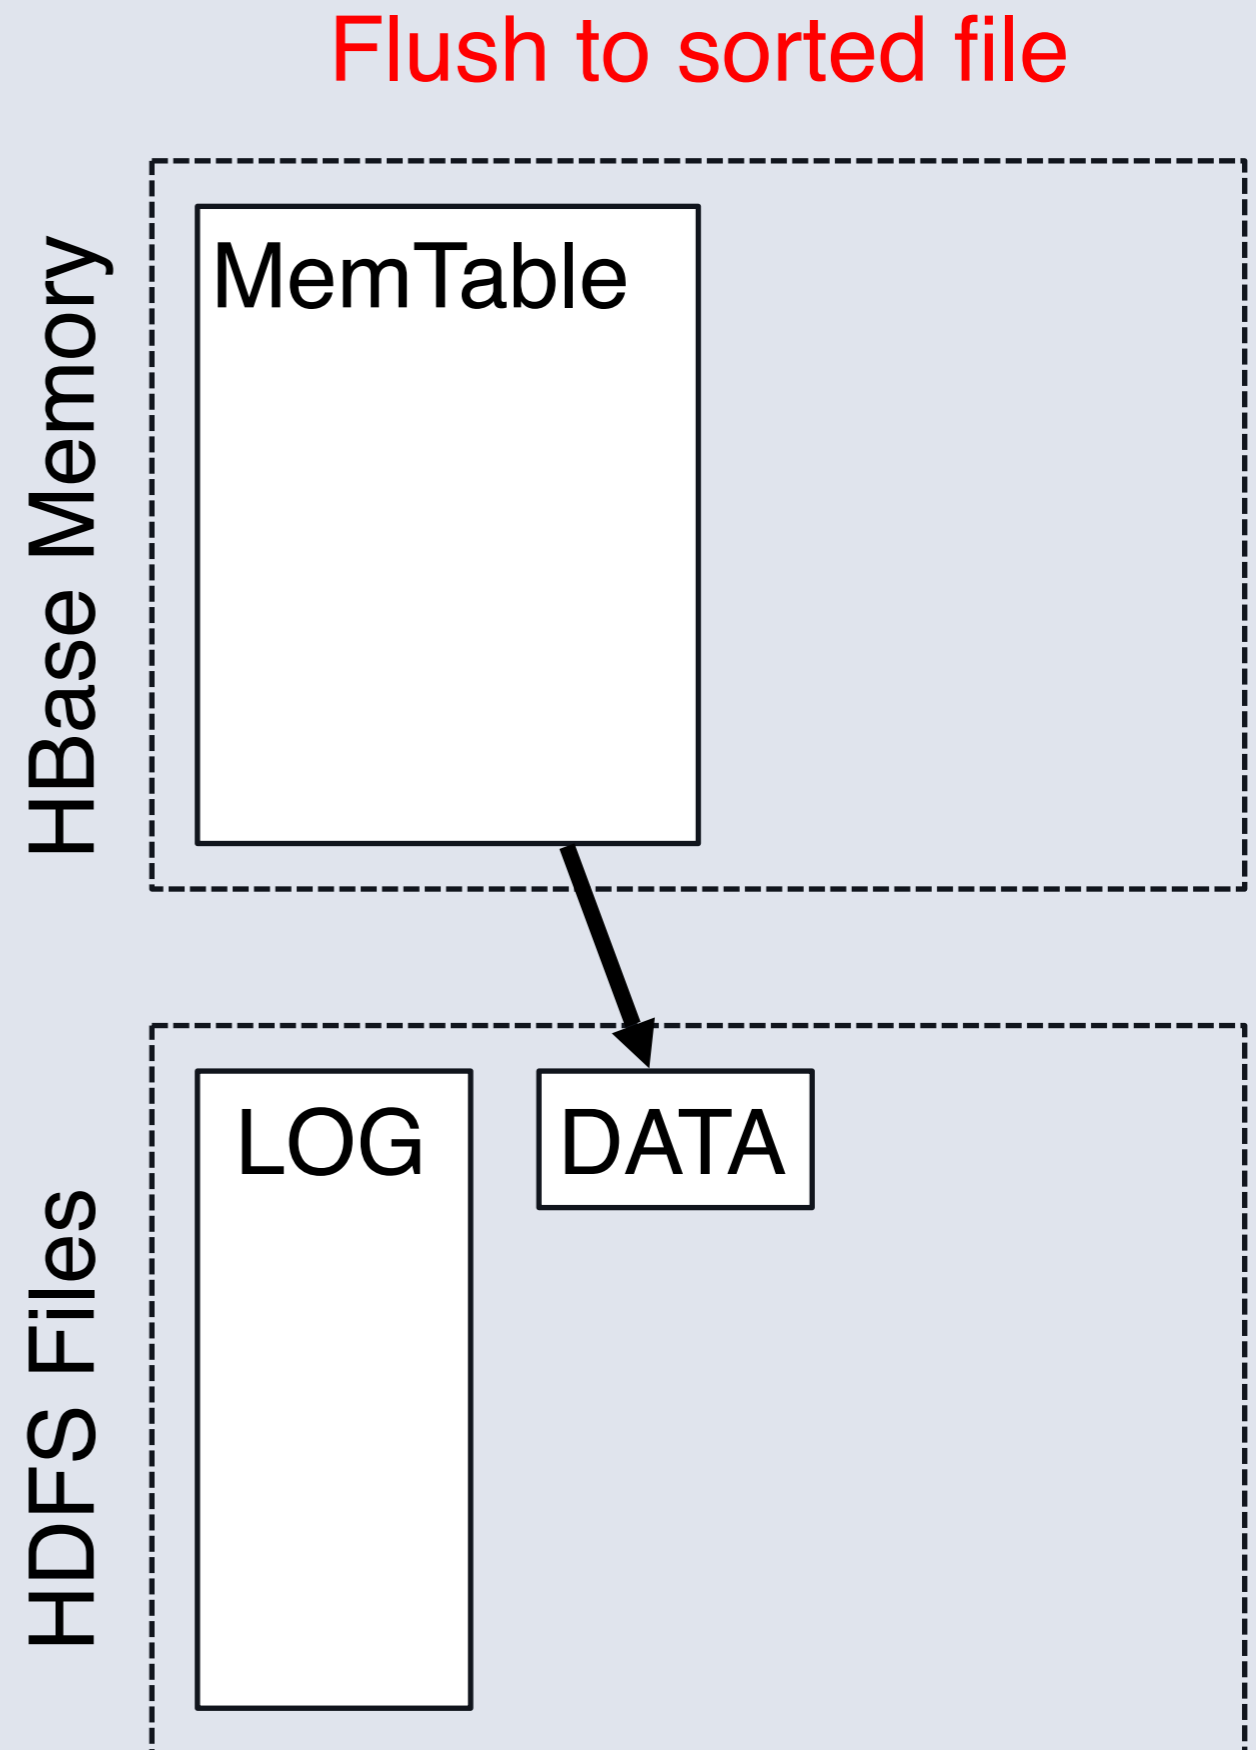 Flush to sorted file
HBase Memory
MemTable
HDFS Files
LOG
DATA